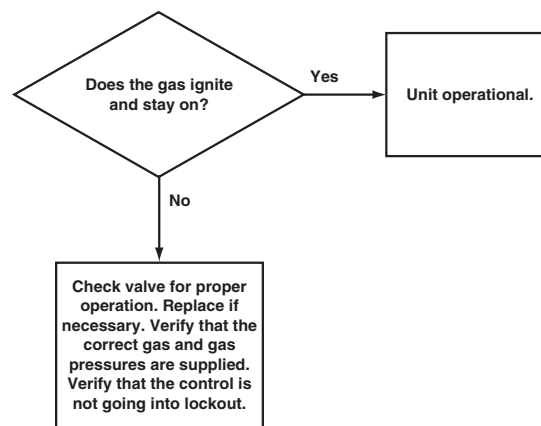 Does the gas ignite
and stay on?
Yes
Unit operational.
No
Check valve for proper
operation. Replace if
necessary. Verify that the
correct gas and gas
pressures are supplied.
Verify that the control is
not going into lockout.